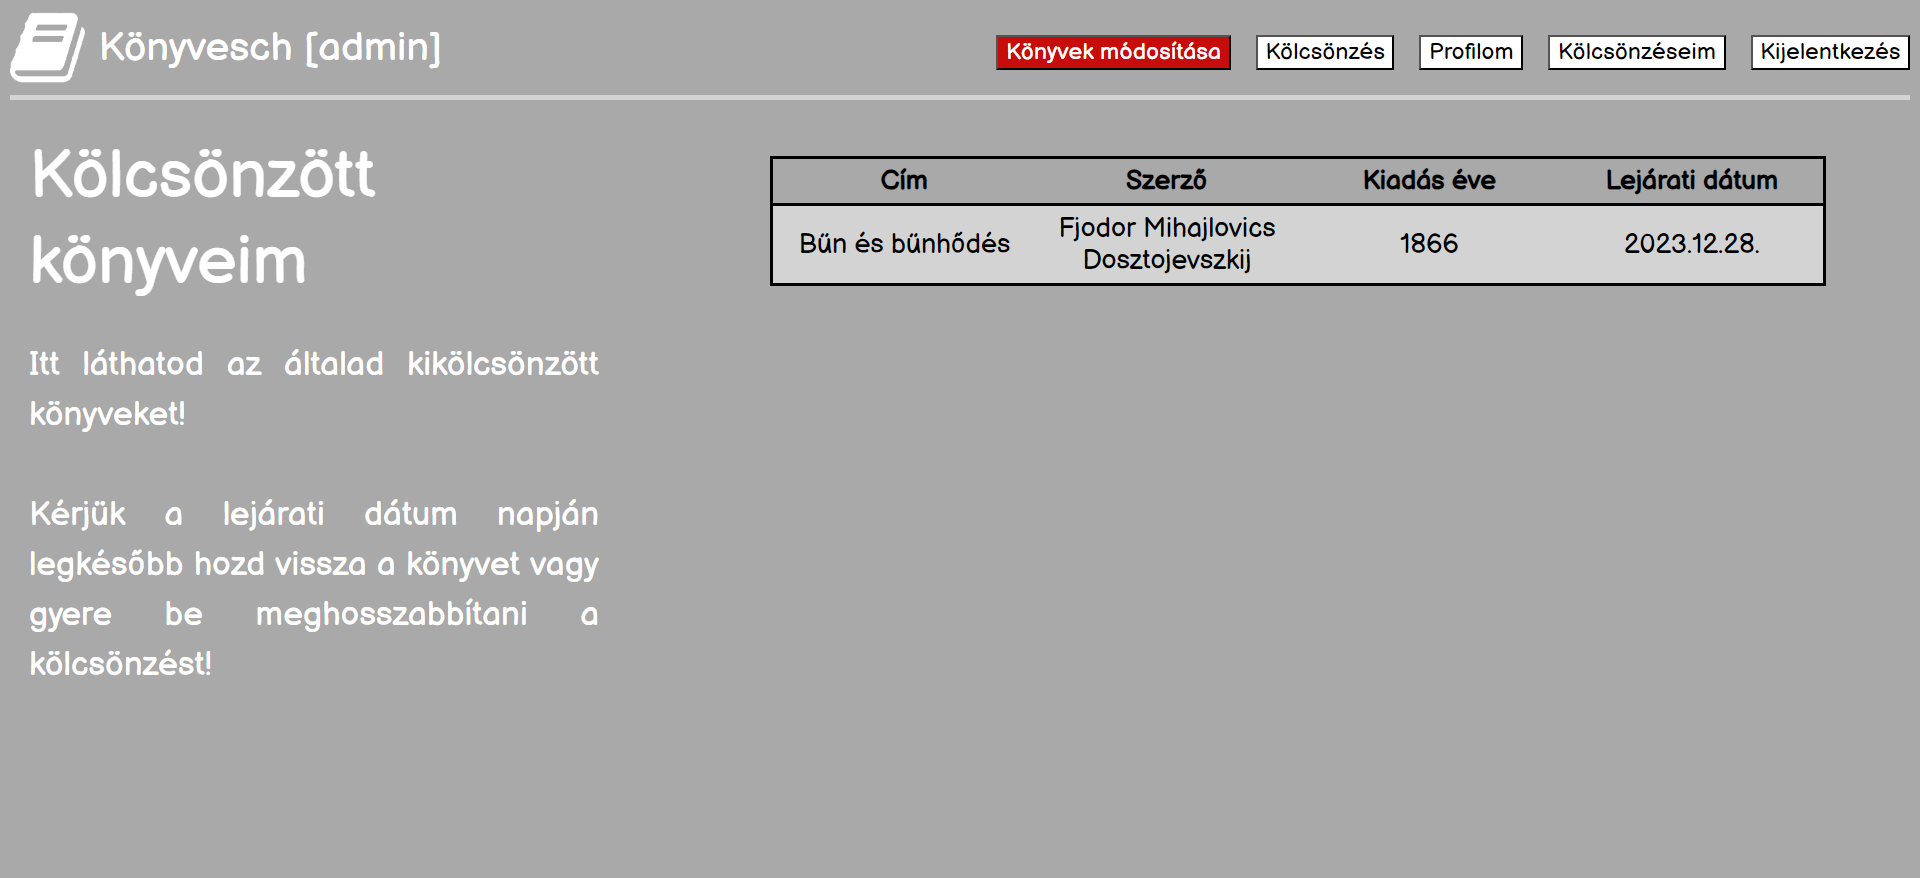 Könyvesch [admin]
Könyvek módosítása Kölcsönzés Profilom Kölcsönzéseim Kijelentkezés
Kölcsönzött
könyveim
Itt láthatod az általad kikölcsönzött
könyveket!
Kérjük a lejárati dátum napján
legkésőbb hozd vissza a könyvet vagy
gyere be meghosszabbítani a
kölcsönzést!
Cím Szerző Kiadás éve Lejárati dátum
Bűn és bűnhődés Fjodor Mihajlovics 1866 2023.12.28.
Dosztojevszkij